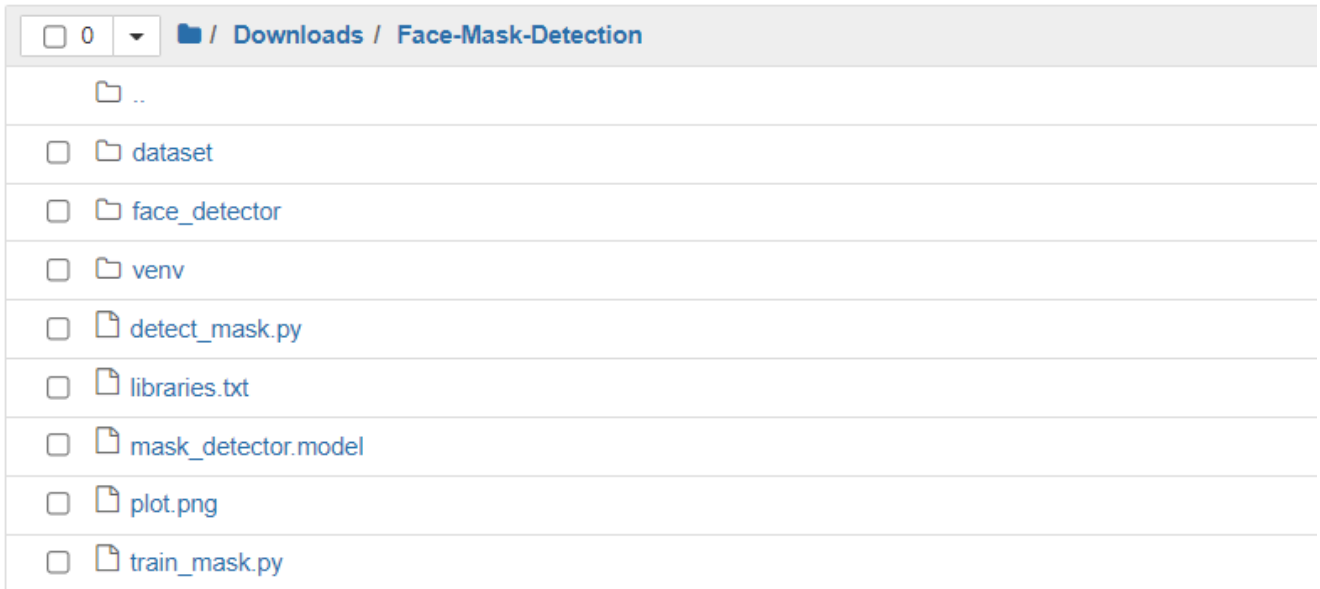 0 / Downloads / Face-Mask-Detection
..
dataset
face_detector
venv
detect_mask.py
libraries.txt
mask_detector.model
plot.png
train_mask.py